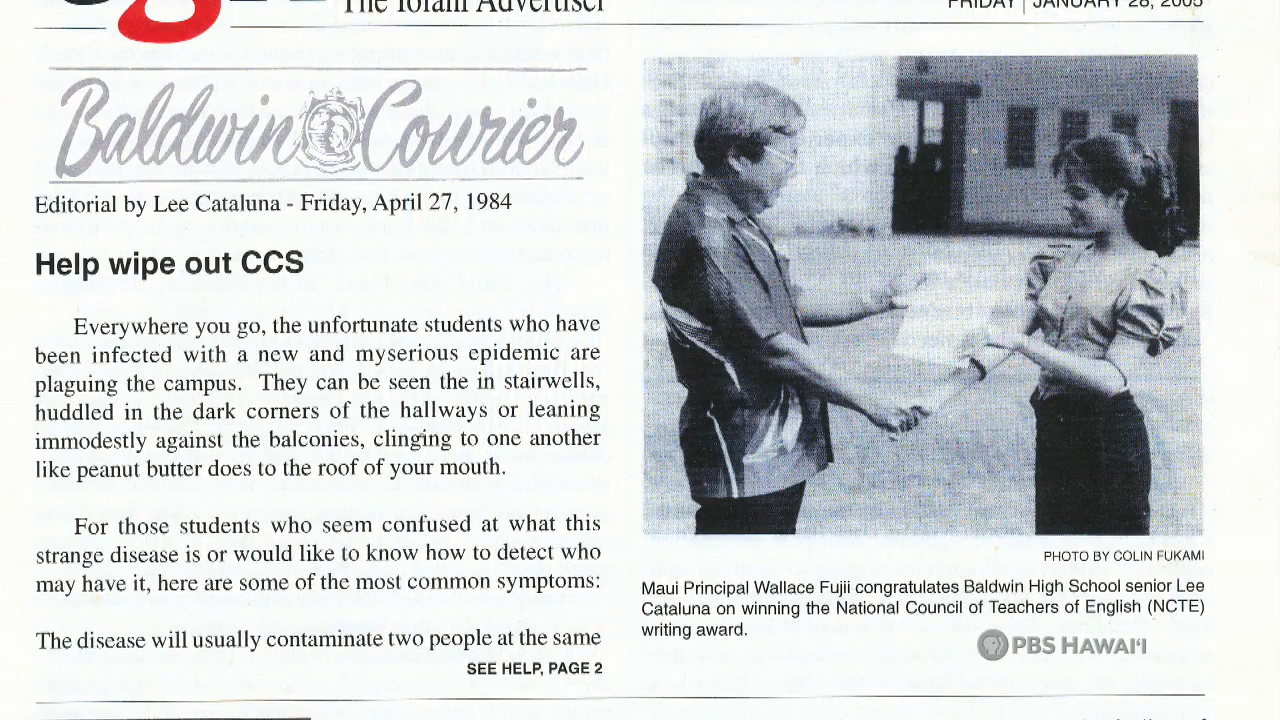 The Torani Advertiser
FRIDAY | JANUARY 28, 2005
Baldwin Courier
Editorial by Lee Cataluna - Friday, April 27, 1984
Help wipe out CCS
Everywhere you go, the unfortunate students who have
been infected with a new and myserious epidemic are
plaguing the campus. They can be seen the in stairwells,
huddled in the dark corners of the hallways or leaning
immodestly against the balconies, clinging to one another
like peanut butter does to the roof of your mouth.
For those students who seem confused at what this
strange disease is or would like to know how to detect who
may have it, here are some of the most common symptoms:
The disease will usually contaminate two people at the same
SEE HELP, PAGE 2
PHOTO BY COLIN FUKAMI
Maui Principal Wallace Fujii congratulates Baldwin High School senior Lee
Cataluna on winning the National Council of Teachers of English (NCTE)
writing award.
PBS HAWAIʻI